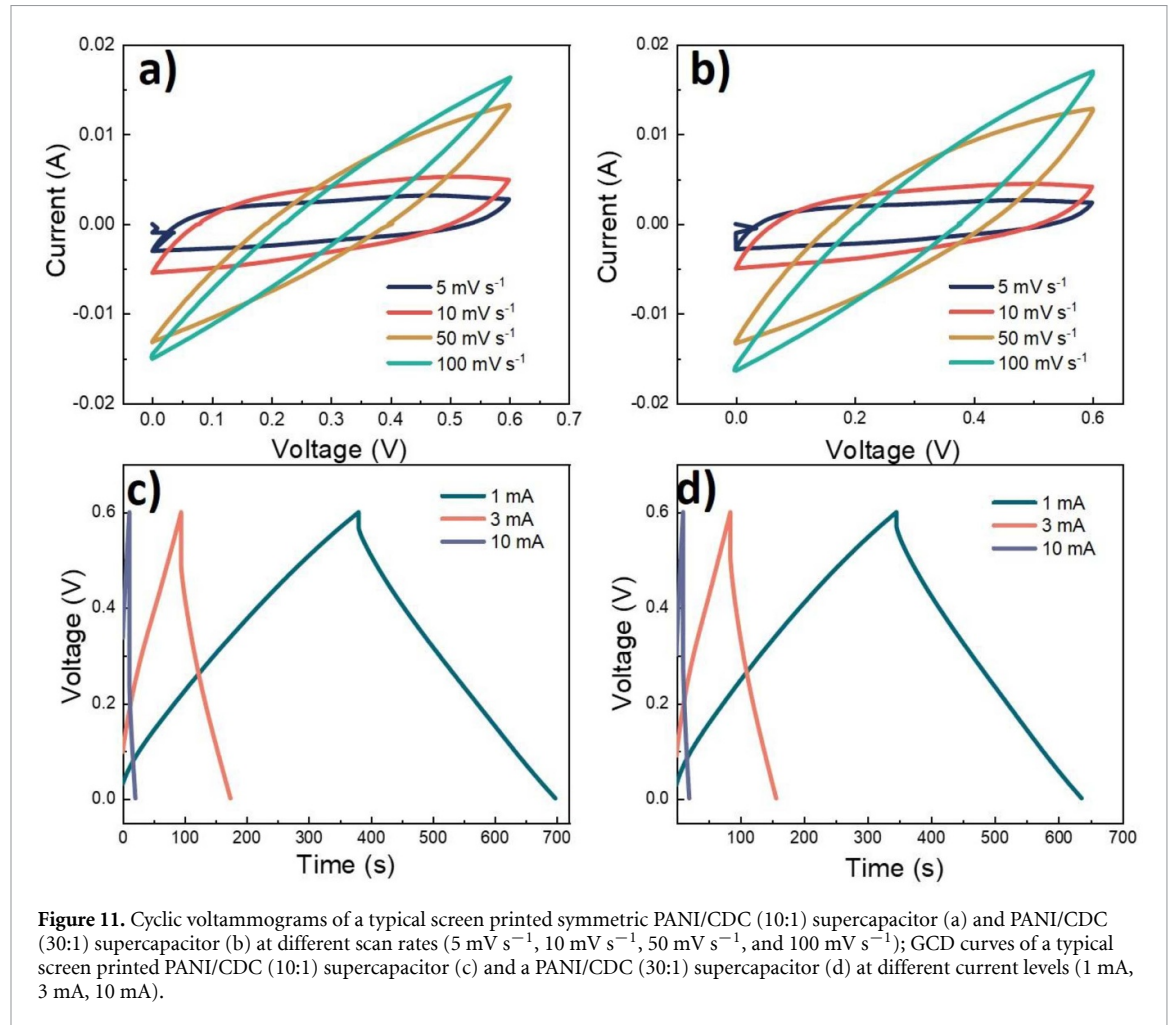 a)
0.02
0.01
0.00
-0.01
-0.02
Current (A)
5 mV s⁻¹
10 mV s⁻¹
50 mV s⁻¹
100 mV s⁻¹
0.0 0.1 0.2 0.3 0.4 0.5 0.6 0.7
Voltage (V)
b)
0.02
0.01
0.00
-0.01
-0.02
Current (A)
5 mV s⁻¹
10 mV s⁻¹
50 mV s⁻¹
100 mV s⁻¹
0.0 0.2 0.4 0.6
Voltage (V)
c)
0.6
0.4
0.2
0.0
Voltage (V)
1 mA
3 mA
10 mA
0 100 200 300 400 500 600 700
Time (s)
d)
0.6
0.4
0.2
0.0
Voltage (V)
1 mA
3 mA
10 mA
100 200 300 400 500 600 700
Time (s)
Figure 11. Cyclic voltammograms of a typical screen printed symmetric PANI/CDC (10:1) supercapacitor (a) and PANI/CDC
(30:1) supercapacitor (b) at different scan rates (5 mV s⁻¹, 10 mV s⁻¹, 50 mV s⁻¹, and 100 mV s⁻¹); GCD curves of a typical
screen printed PANI/CDC (10:1) supercapacitor (c) and a PANI/CDC (30:1) supercapacitor (d) at different current levels (1 mA,
3 mA, 10 mA).